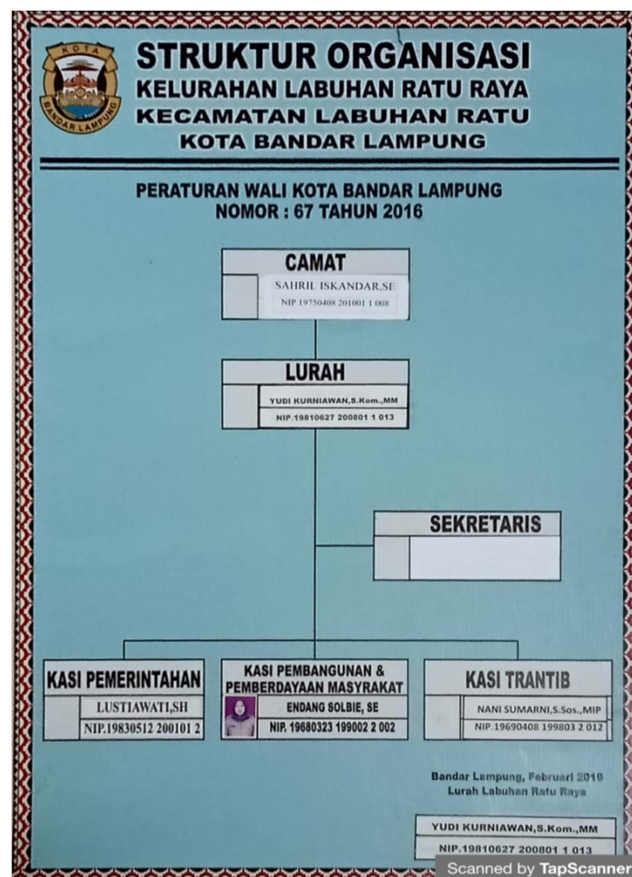 KOTA
BANDAR LAMPUNG
STRUKTUR ORGANISASI
KELURAHAN LABUHAN RATU RAYA
KECAMATAN LABUHAN RATU
KOTA BANDAR LAMPUNG
PERATURAN WALI KOTA BANDAR LAMPUNG
NOMOR : 67 TAHUN 2016
CAMAT
SAHRIL ISKANDAR,SE
NIP 19750408 201001 1 008
LURAH
YUDI KURNIAWAN,S.Kom.,MM
NIP.19810627 200801 1 013
SEKRETARIS
KASI PEMERINTAHAN
LUSTIAWATI,SH
NIP.19830512 200101 2
KASI PEMBANGUNAN &
PEMBERDAYAAN MASYRAKAT
ENDANG SOLBIE, SE
NIP. 19680323 199002 2 002
KASI TRANTIB
NANI SUMARNI,S.Sos.,MIP
NIP.19690408 199803 2 012
Bandar Lampung, Februari 2019
Lurah Labuhan Ratu Raya
YUDI KURNIAWAN,S.Kom.,MM
NIP.19810627 200801 1 013
Scanned by TapScanner